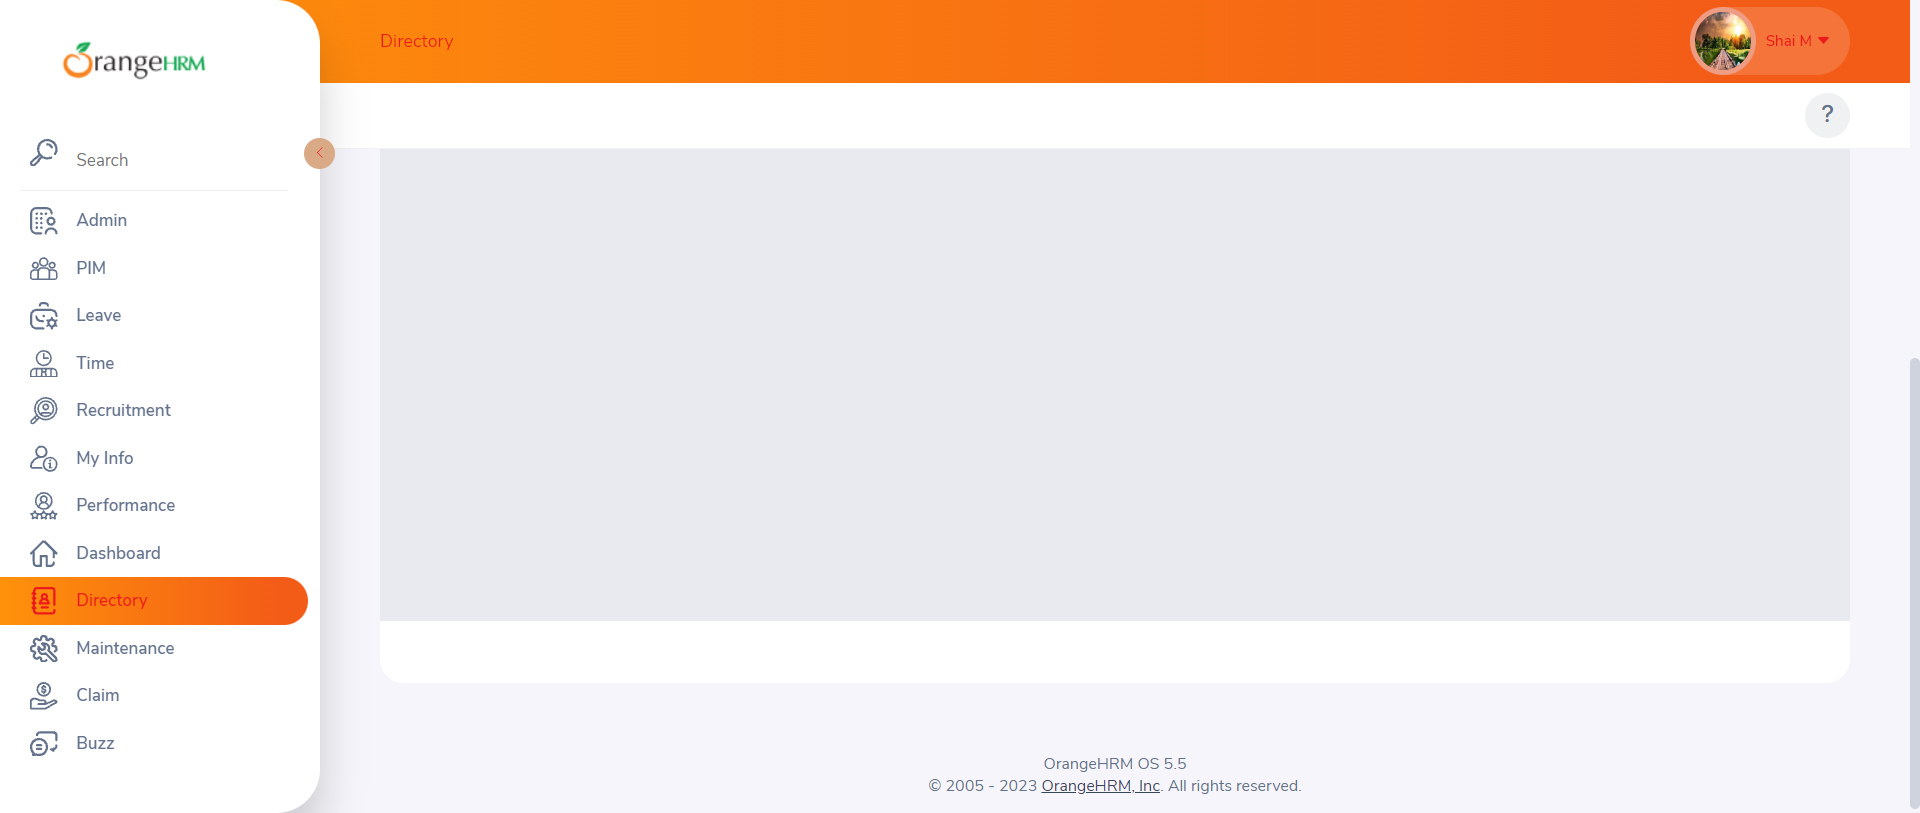 OrangeHRM
Search
Admin
PIM
Leave
Time
Recruitment
My Info
Performance
Dashboard
Directory
Maintenance
Claim
Buzz
Directory
Shai M
?
OrangeHRM OS 5.5
© 2005 - 2023 OrangeHRM, Inc. All rights reserved.